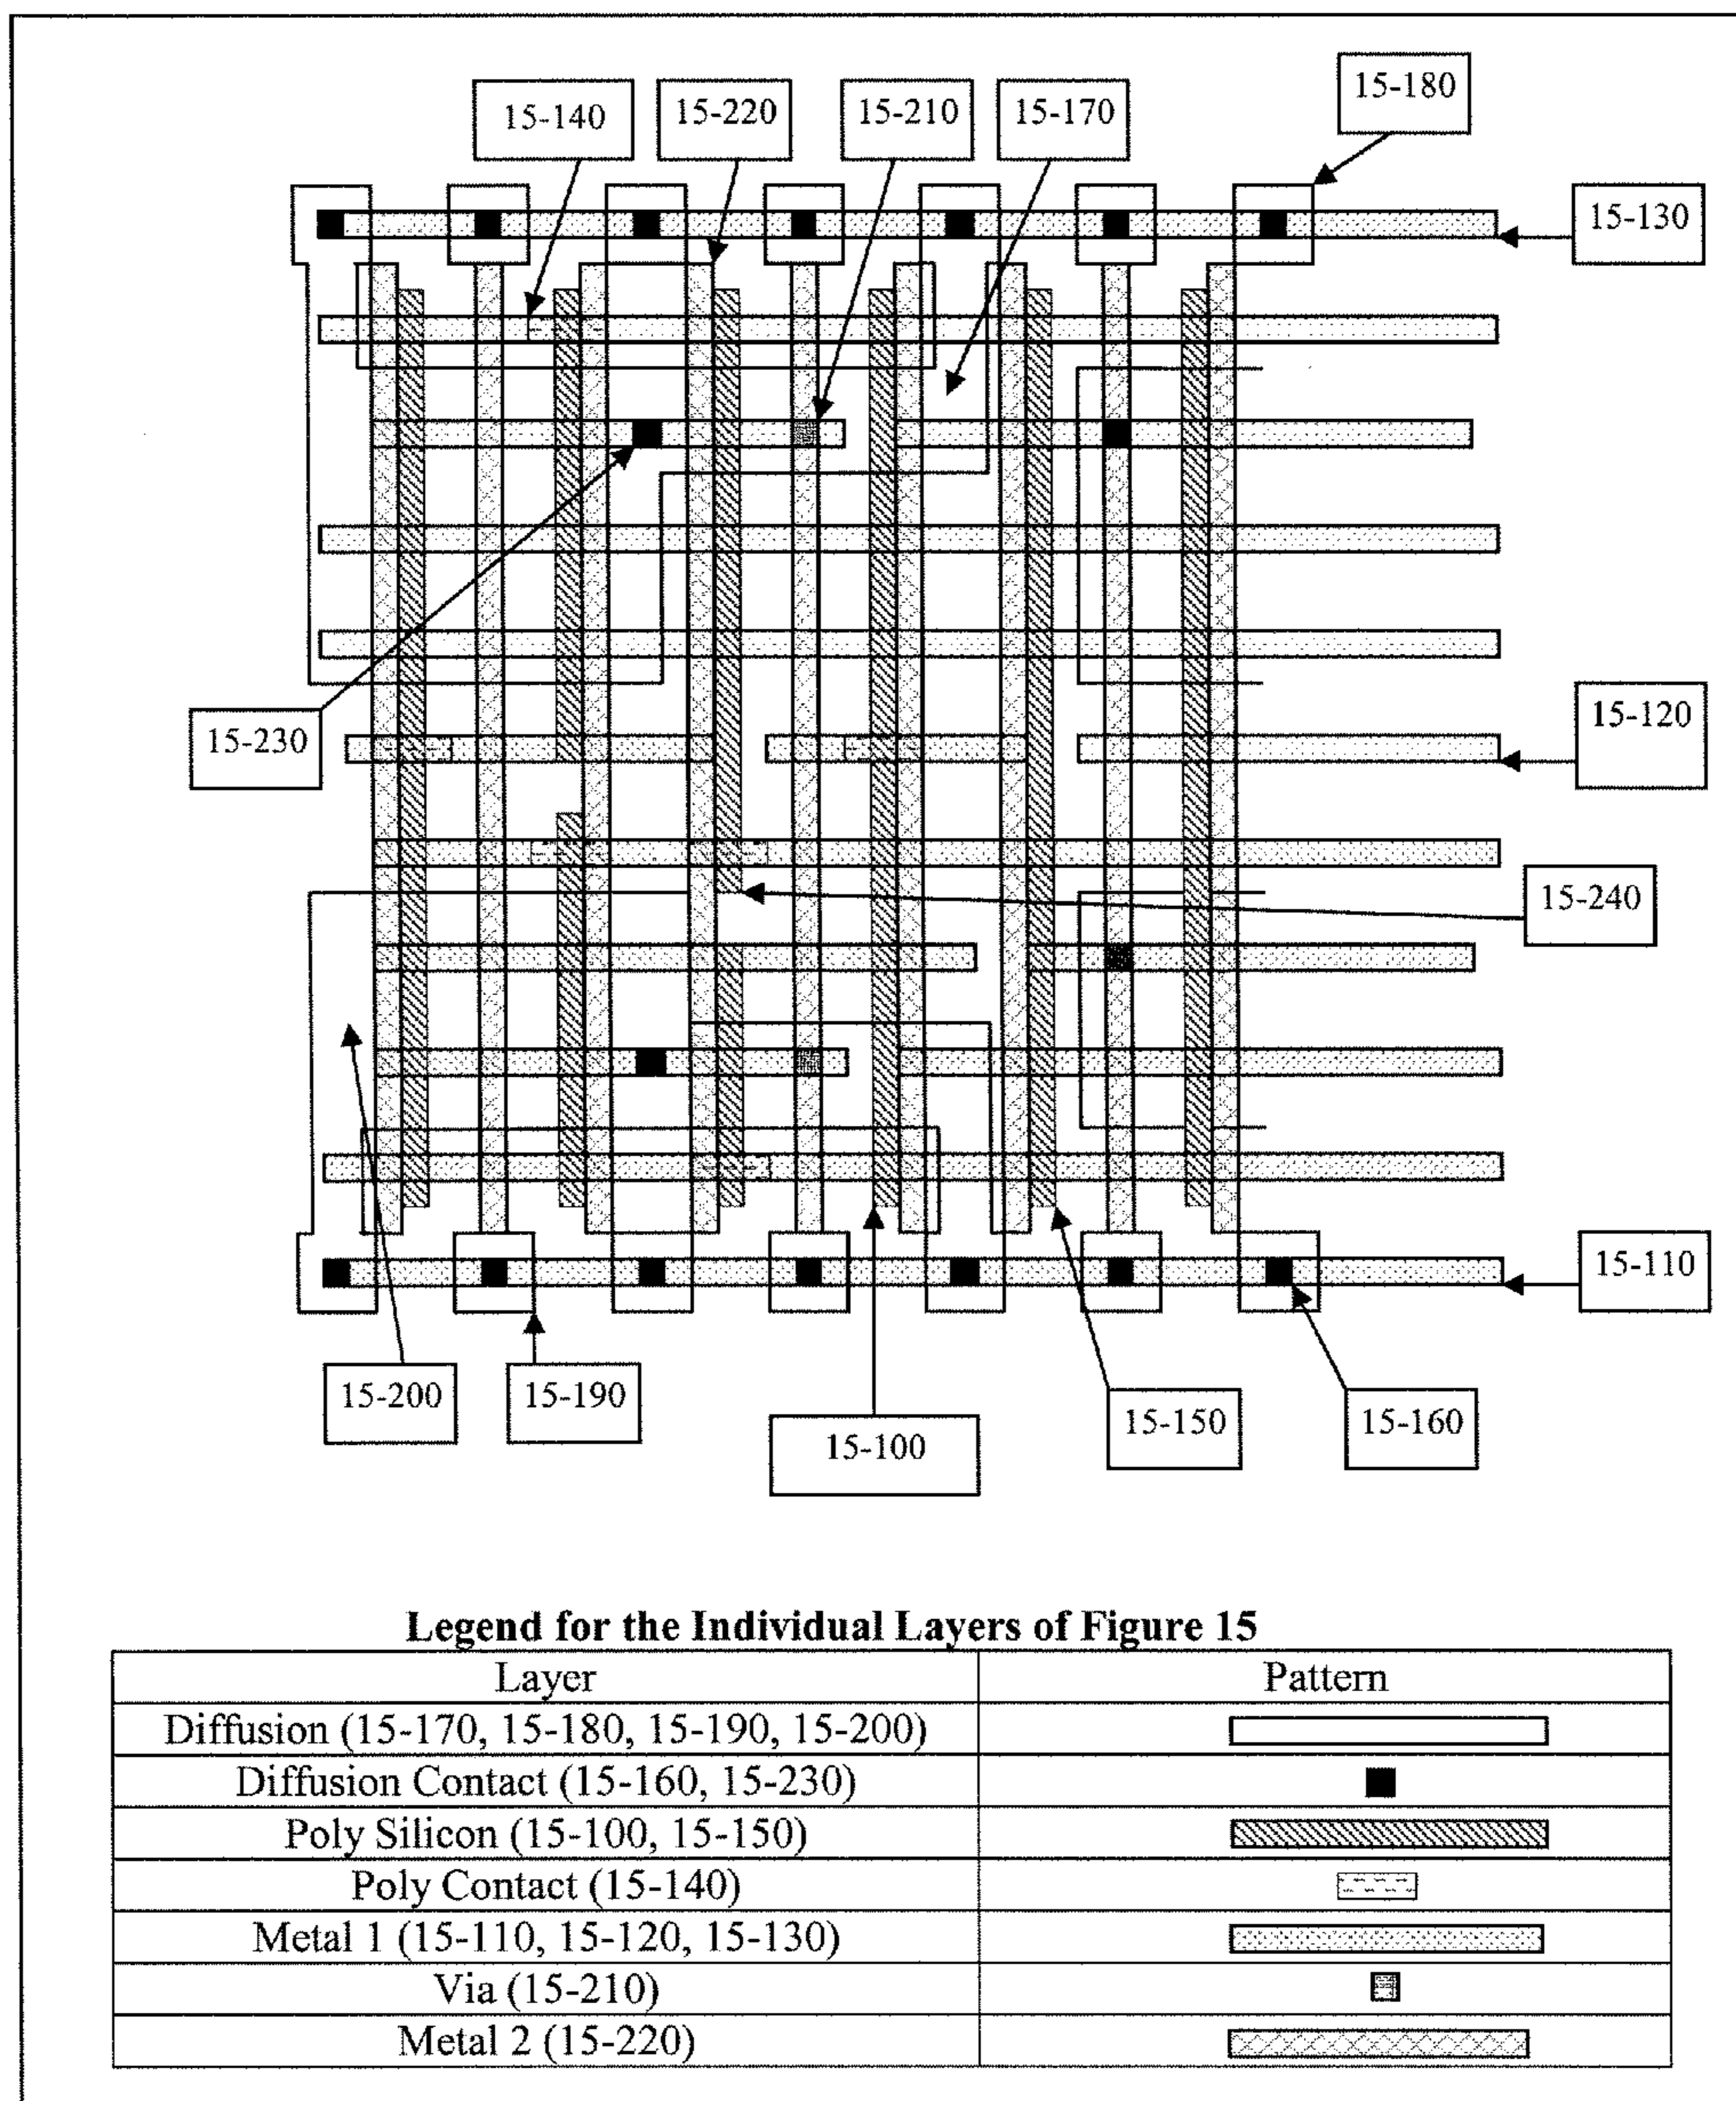 15-180
15-140
15-220
15-210
15-170
15-130
15-230
15-120
15-240
15-110
15-200
15-190
15-100
15-150
15-160
Legend for the Individual Layers of Figure 15
Layer Pattern
Diffusion (15-170, 15-180, 15-190, 15-200)
Diffusion Contact (15-160, 15-230)
Poly Silicon (15-100, 15-150)
Poly Contact (15-140)
Metal 1 (15-110, 15-120, 15-130)
Via (15-210)
Metal 2 (15-220)